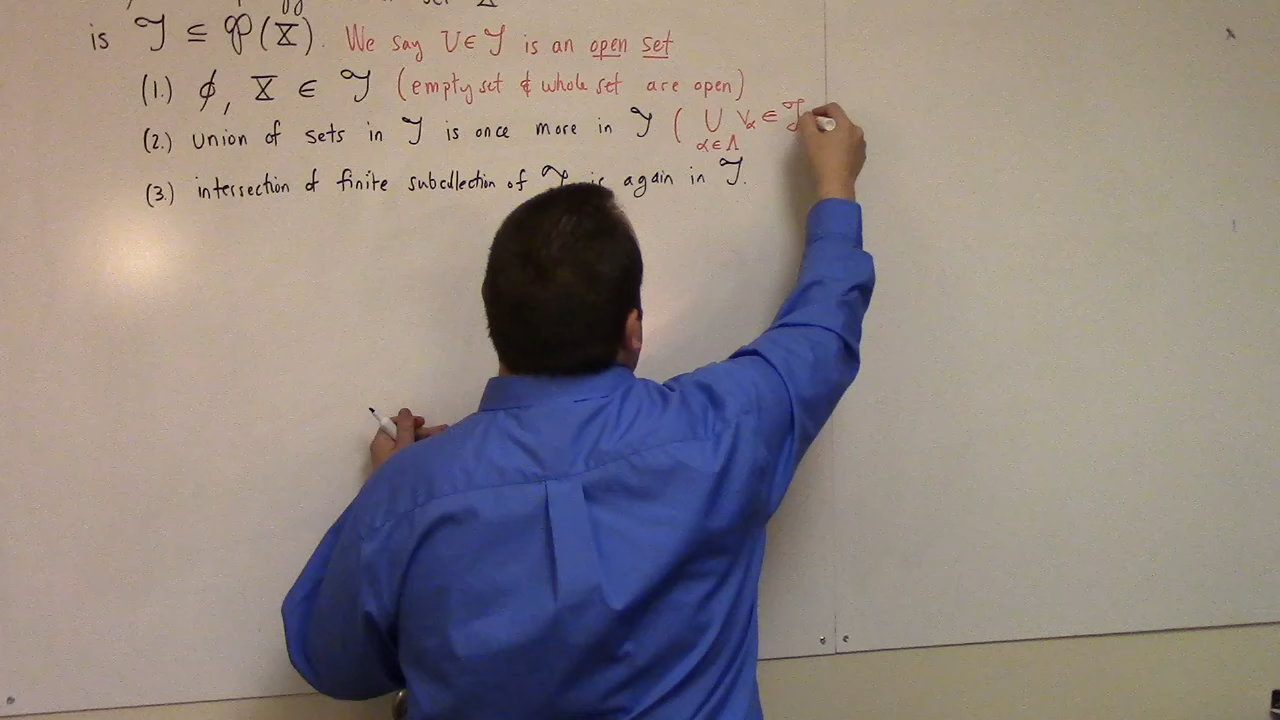 is 𝒯 ⊆ 𝒫(X). We say U ∈ 𝒯 is an open set
(1.) ϕ, X ∈ 𝒯 (empty set & whole set are open)
(2.) union of sets in 𝒯 is once more in 𝒯 ( ⋃ Vα ∈ 𝒯
α ∈ Λ
(3.) intersection of finite subcollection of 𝒯 is again in 𝒯.